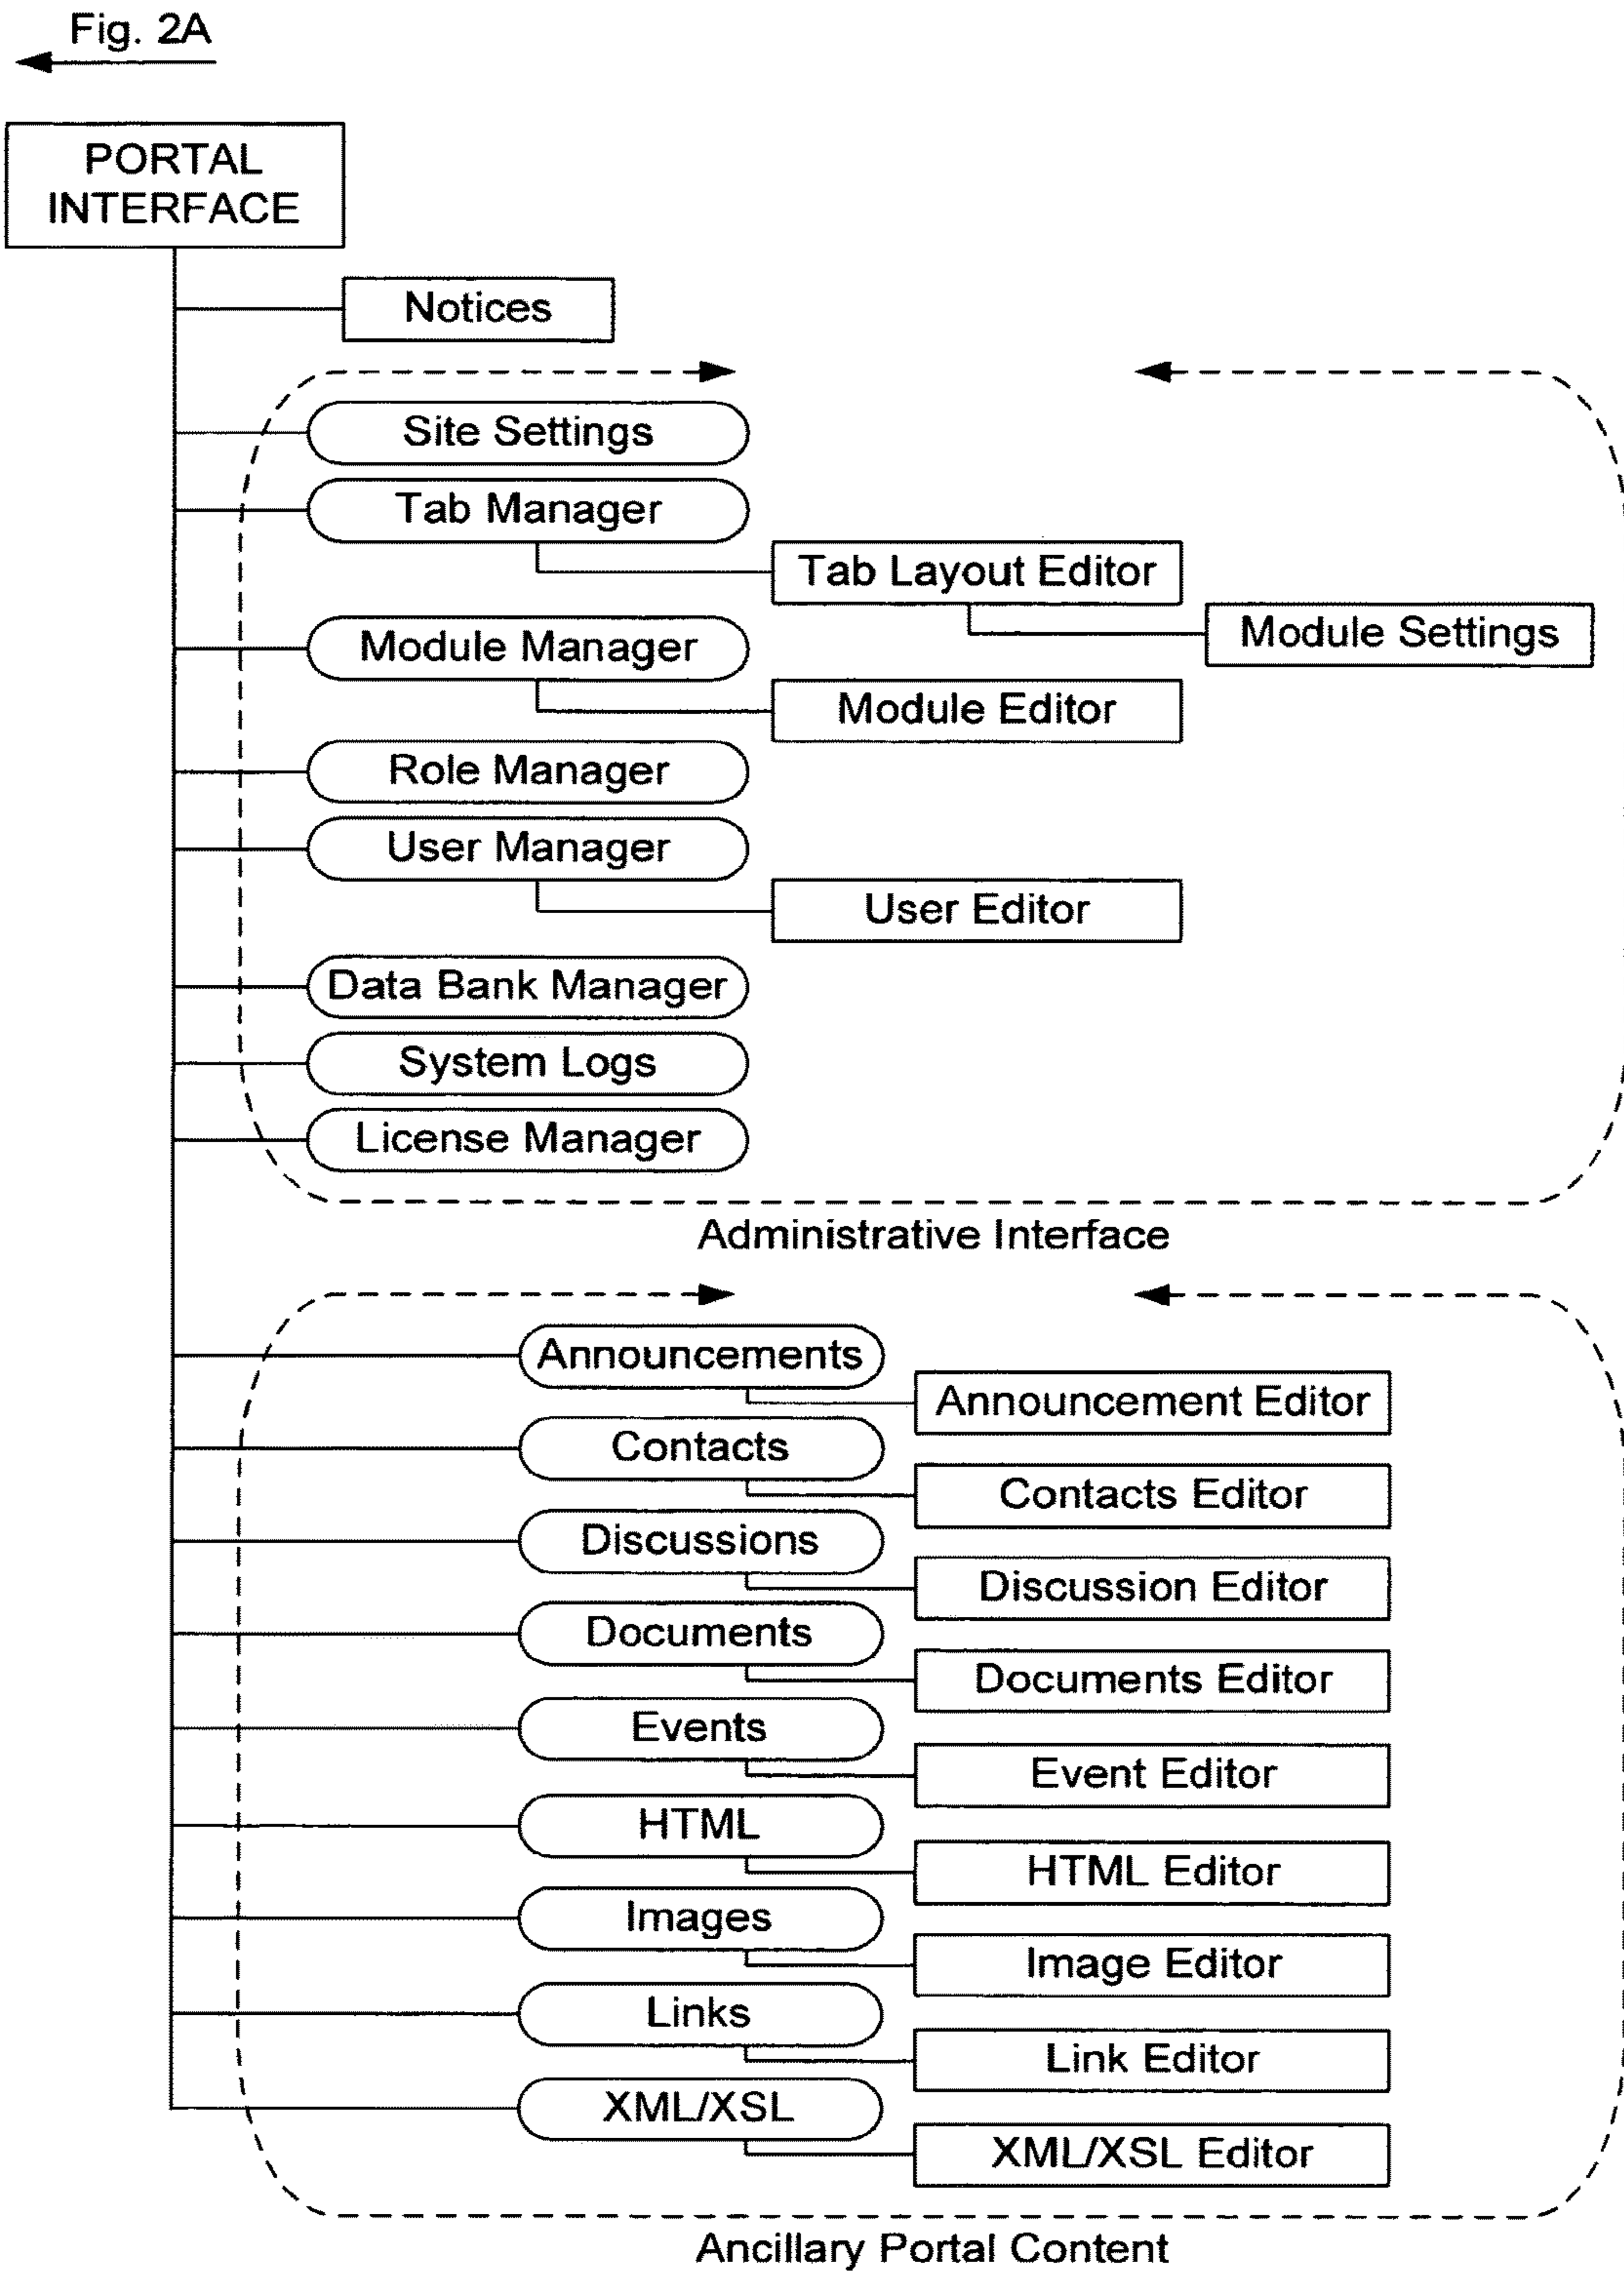 Fig. 2A
PORTAL
INTERFACE
Notices
Site Settings
Tab Manager
Tab Layout Editor
Module Settings
Module Manager
Module Editor
Role Manager
User Manager
User Editor
Data Bank Manager
System Logs
License Manager
Administrative Interface
Announcements
Announcement Editor
Contacts
Contacts Editor
Discussions
Discussion Editor
Documents
Documents Editor
Events
Event Editor
HTML
HTML Editor
Images
Image Editor
Links
Link Editor
XML/XSL
XML/XSL Editor
Ancillary Portal Content